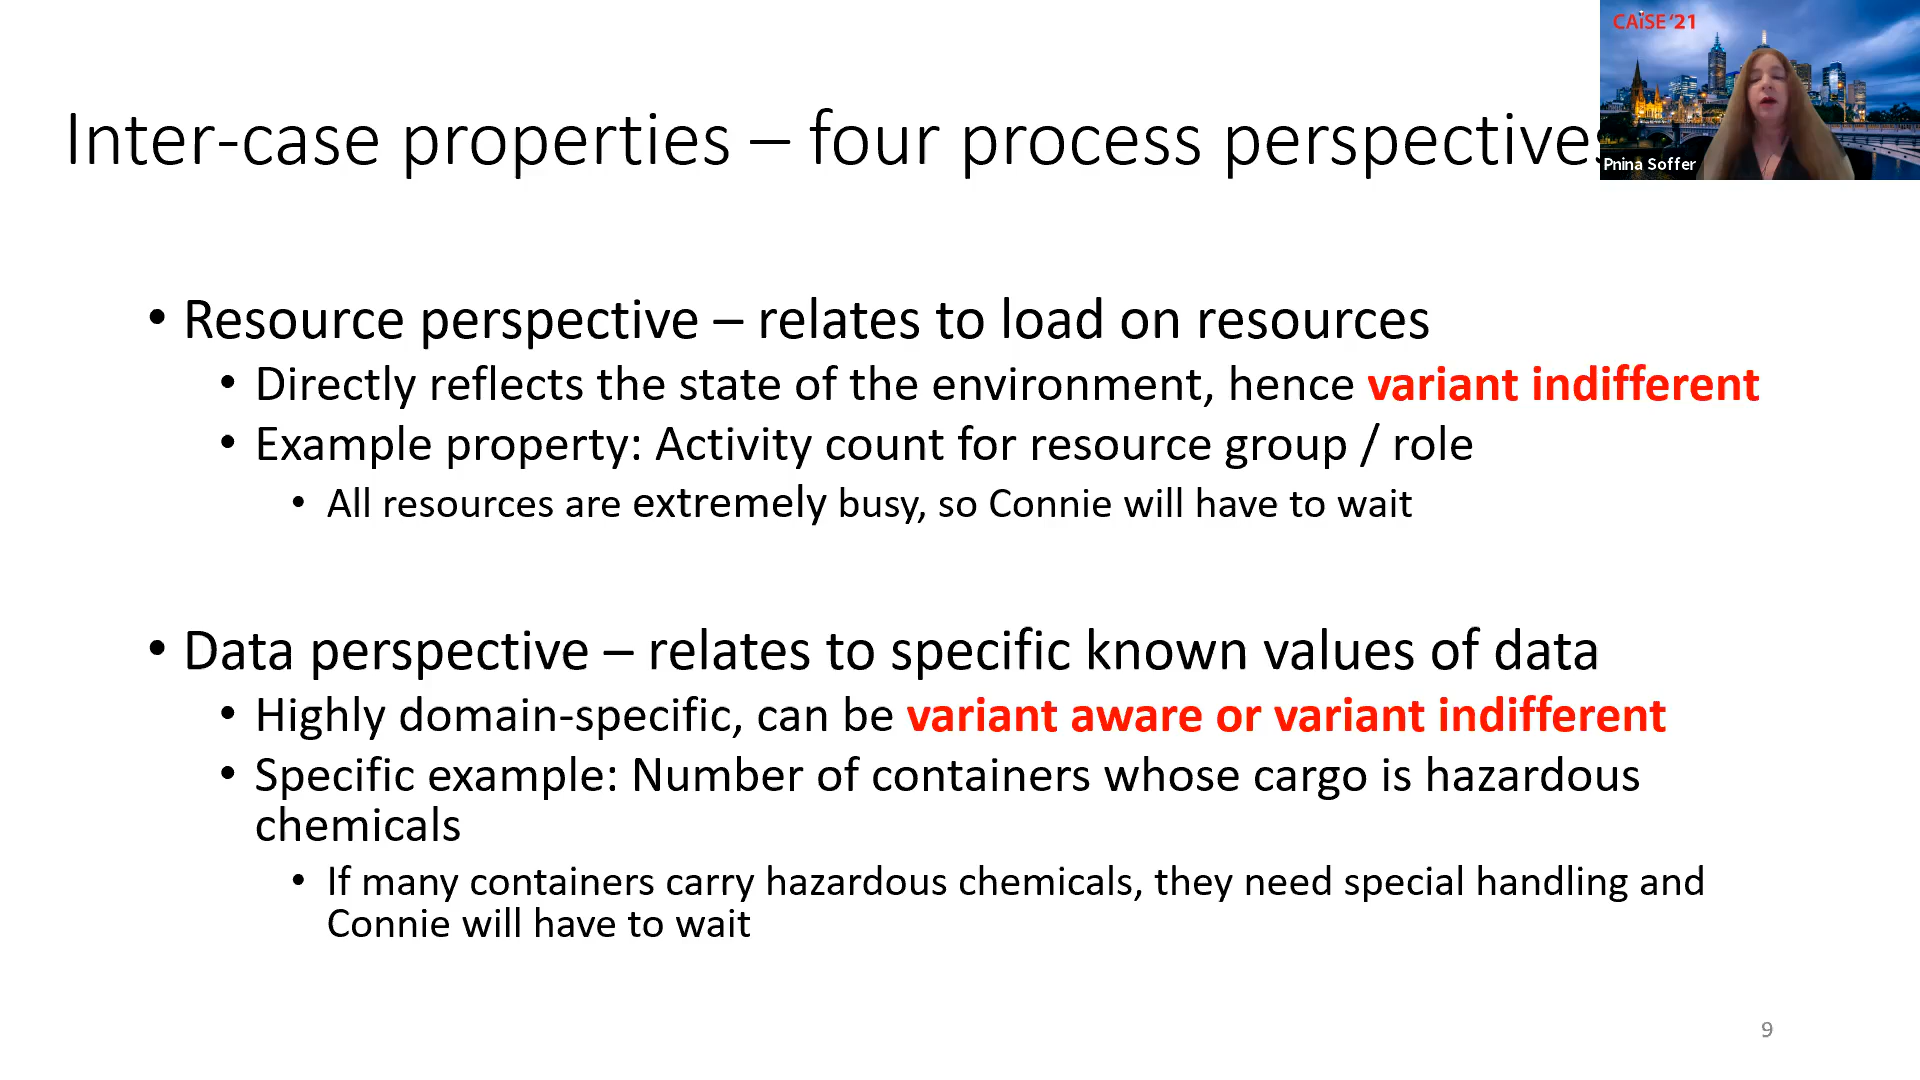 CAiSE '21
Inter-case properties – four process perspectives
Pnina Soffer
• Resource perspective – relates to load on resources
• Directly reflects the state of the environment, hence variant indifferent
• Example property: Activity count for resource group / role
• All resources are extremely busy, so Connie will have to wait
• Data perspective – relates to specific known values of data
• Highly domain-specific, can be variant aware or variant indifferent
• Specific example: Number of containers whose cargo is hazardous
chemicals
• If many containers carry hazardous chemicals, they need special handling and
Connie will have to wait
9